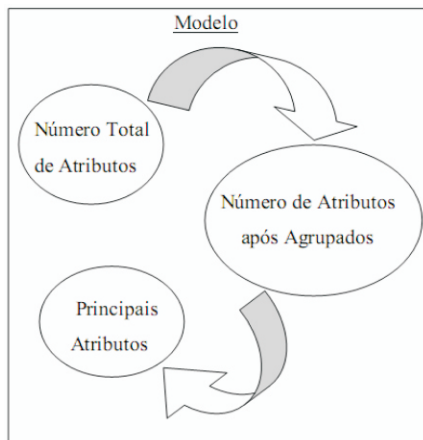 Modelo
Número Total
de Atributos
Número de Atributos
após Agrupados
Principais
Atributos